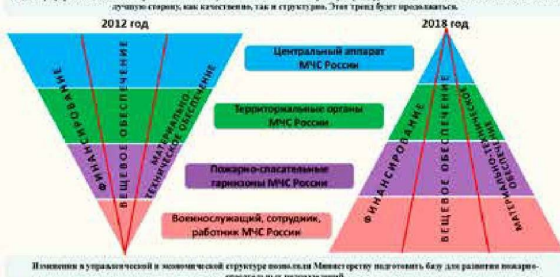 лучшую сторону, как качественно, так и структурно. Этот тренд будет продолжаться.
2012 год
2018 год
Центральный аппарат
МЧС России
Территориальные органы
МЧС России
Пожарно-спасательные
гарнизоны МЧС России
Военнослужащий, сотрудник,
работник МЧС России
ФИНАНСИРОВАНИЕ
ВЕЩЕВОЕ ОБЕСПЕЧЕНИЕ
МАТЕРИАЛЬНО-
ТЕХНИЧЕСКОЕ ОБЕСПЕЧЕНИЕ
ФИНАНСИРОВАНИЕ
ВЕЩЕВОЕ ОБЕСПЕЧЕНИЕ
МАТЕРИАЛЬНО-ТЕХНИЧЕСКОЕ
ОБЕСПЕЧЕНИЕ
Изменения в управленческой и экономической структуре позволили Министерству подготовить базу для развития пожарно-